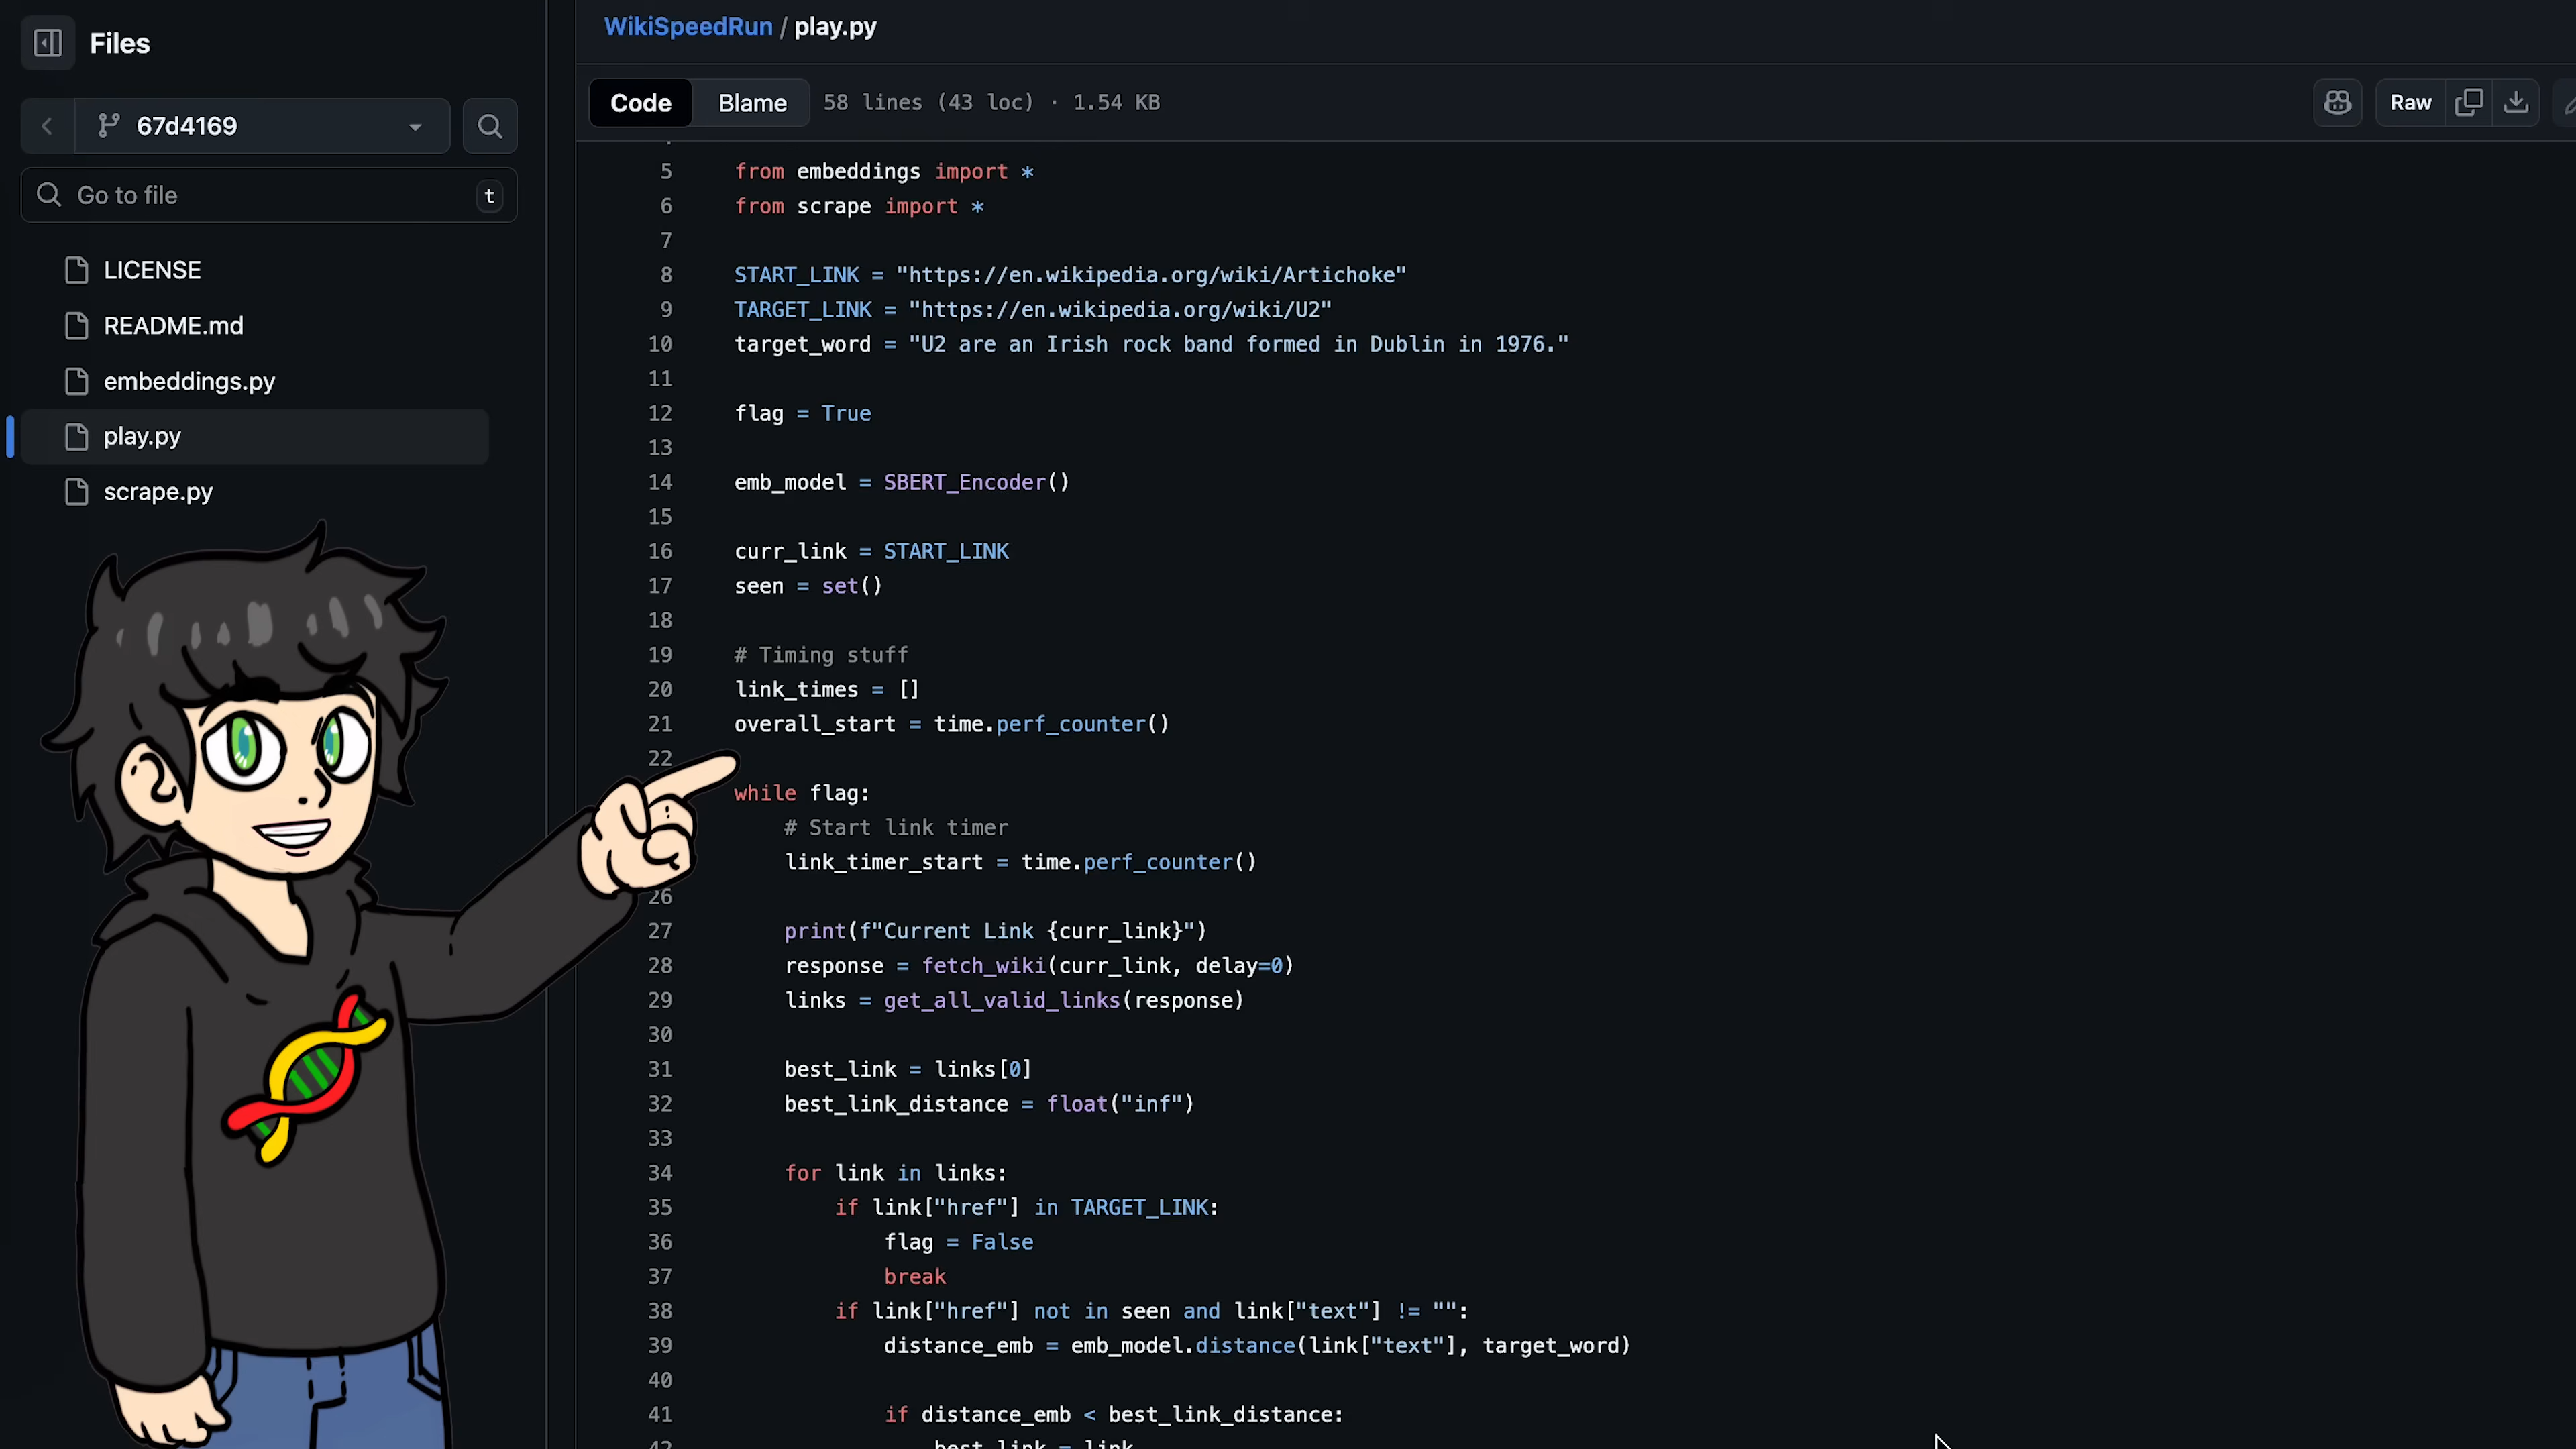 Files
67d4169
Go to file
t
LICENSE
README.md
embeddings.py
play.py
scrape.py
WikiSpeedRun / play.py
Code
Blame
58 lines (43 loc) · 1.54 KB
Raw
5 from embeddings import *
6 from scrape import *
7
8 START_LINK = "https://en.wikipedia.org/wiki/Artichoke"
9 TARGET_LINK = "https://en.wikipedia.org/wiki/U2"
10 target_word = "U2 are an Irish rock band formed in Dublin in 1976."
11
12 flag = True
13
14 emb_model = SBERT_Encoder()
15
16 curr_link = START_LINK
17 seen = set()
18
19 # Timing stuff
20 link_times = []
21 overall_start = time.perf_counter()
22
while flag:
# Start link timer
link_timer_start = time.perf_counter()
26
27 print(f"Current Link {curr_link}")
28 response = fetch_wiki(curr_link, delay=0)
29 links = get_all_valid_links(response)
30
31 best_link = links[0]
32 best_link_distance = float("inf")
33
34 for link in links:
35 if link["href"] in TARGET_LINK:
36 flag = False
37 break
38 if link["href"] not in seen and link["text"] != "":
39 distance_emb = emb_model.distance(link["text"], target_word)
40
41 if distance_emb < best_link_distance:
42 best_link = link